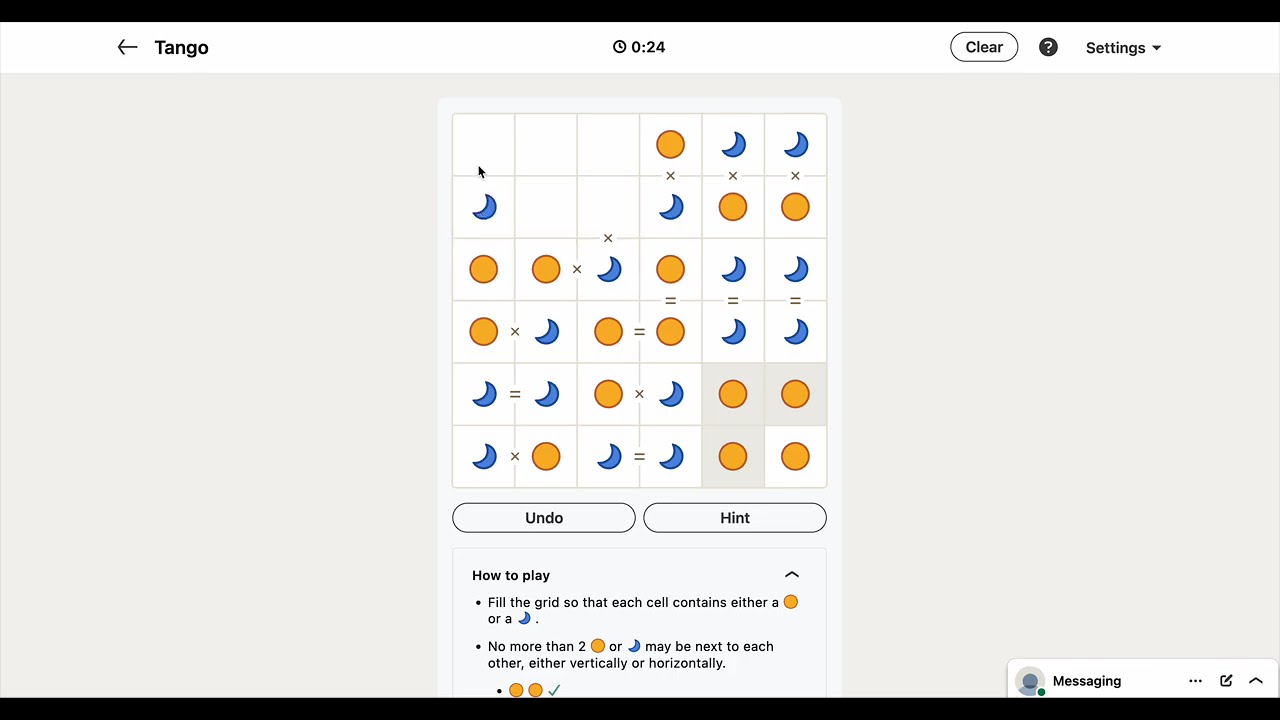 Tango
0:24
Clear
?
Settings
× × ×
×
×
= = =
× =
= ×
× =
Undo
Hint
How to play
• Fill the grid so that each cell contains either a
or a .
• No more than 2 or may be next to each
other, either vertically or horizontally.
• ✓
Messaging